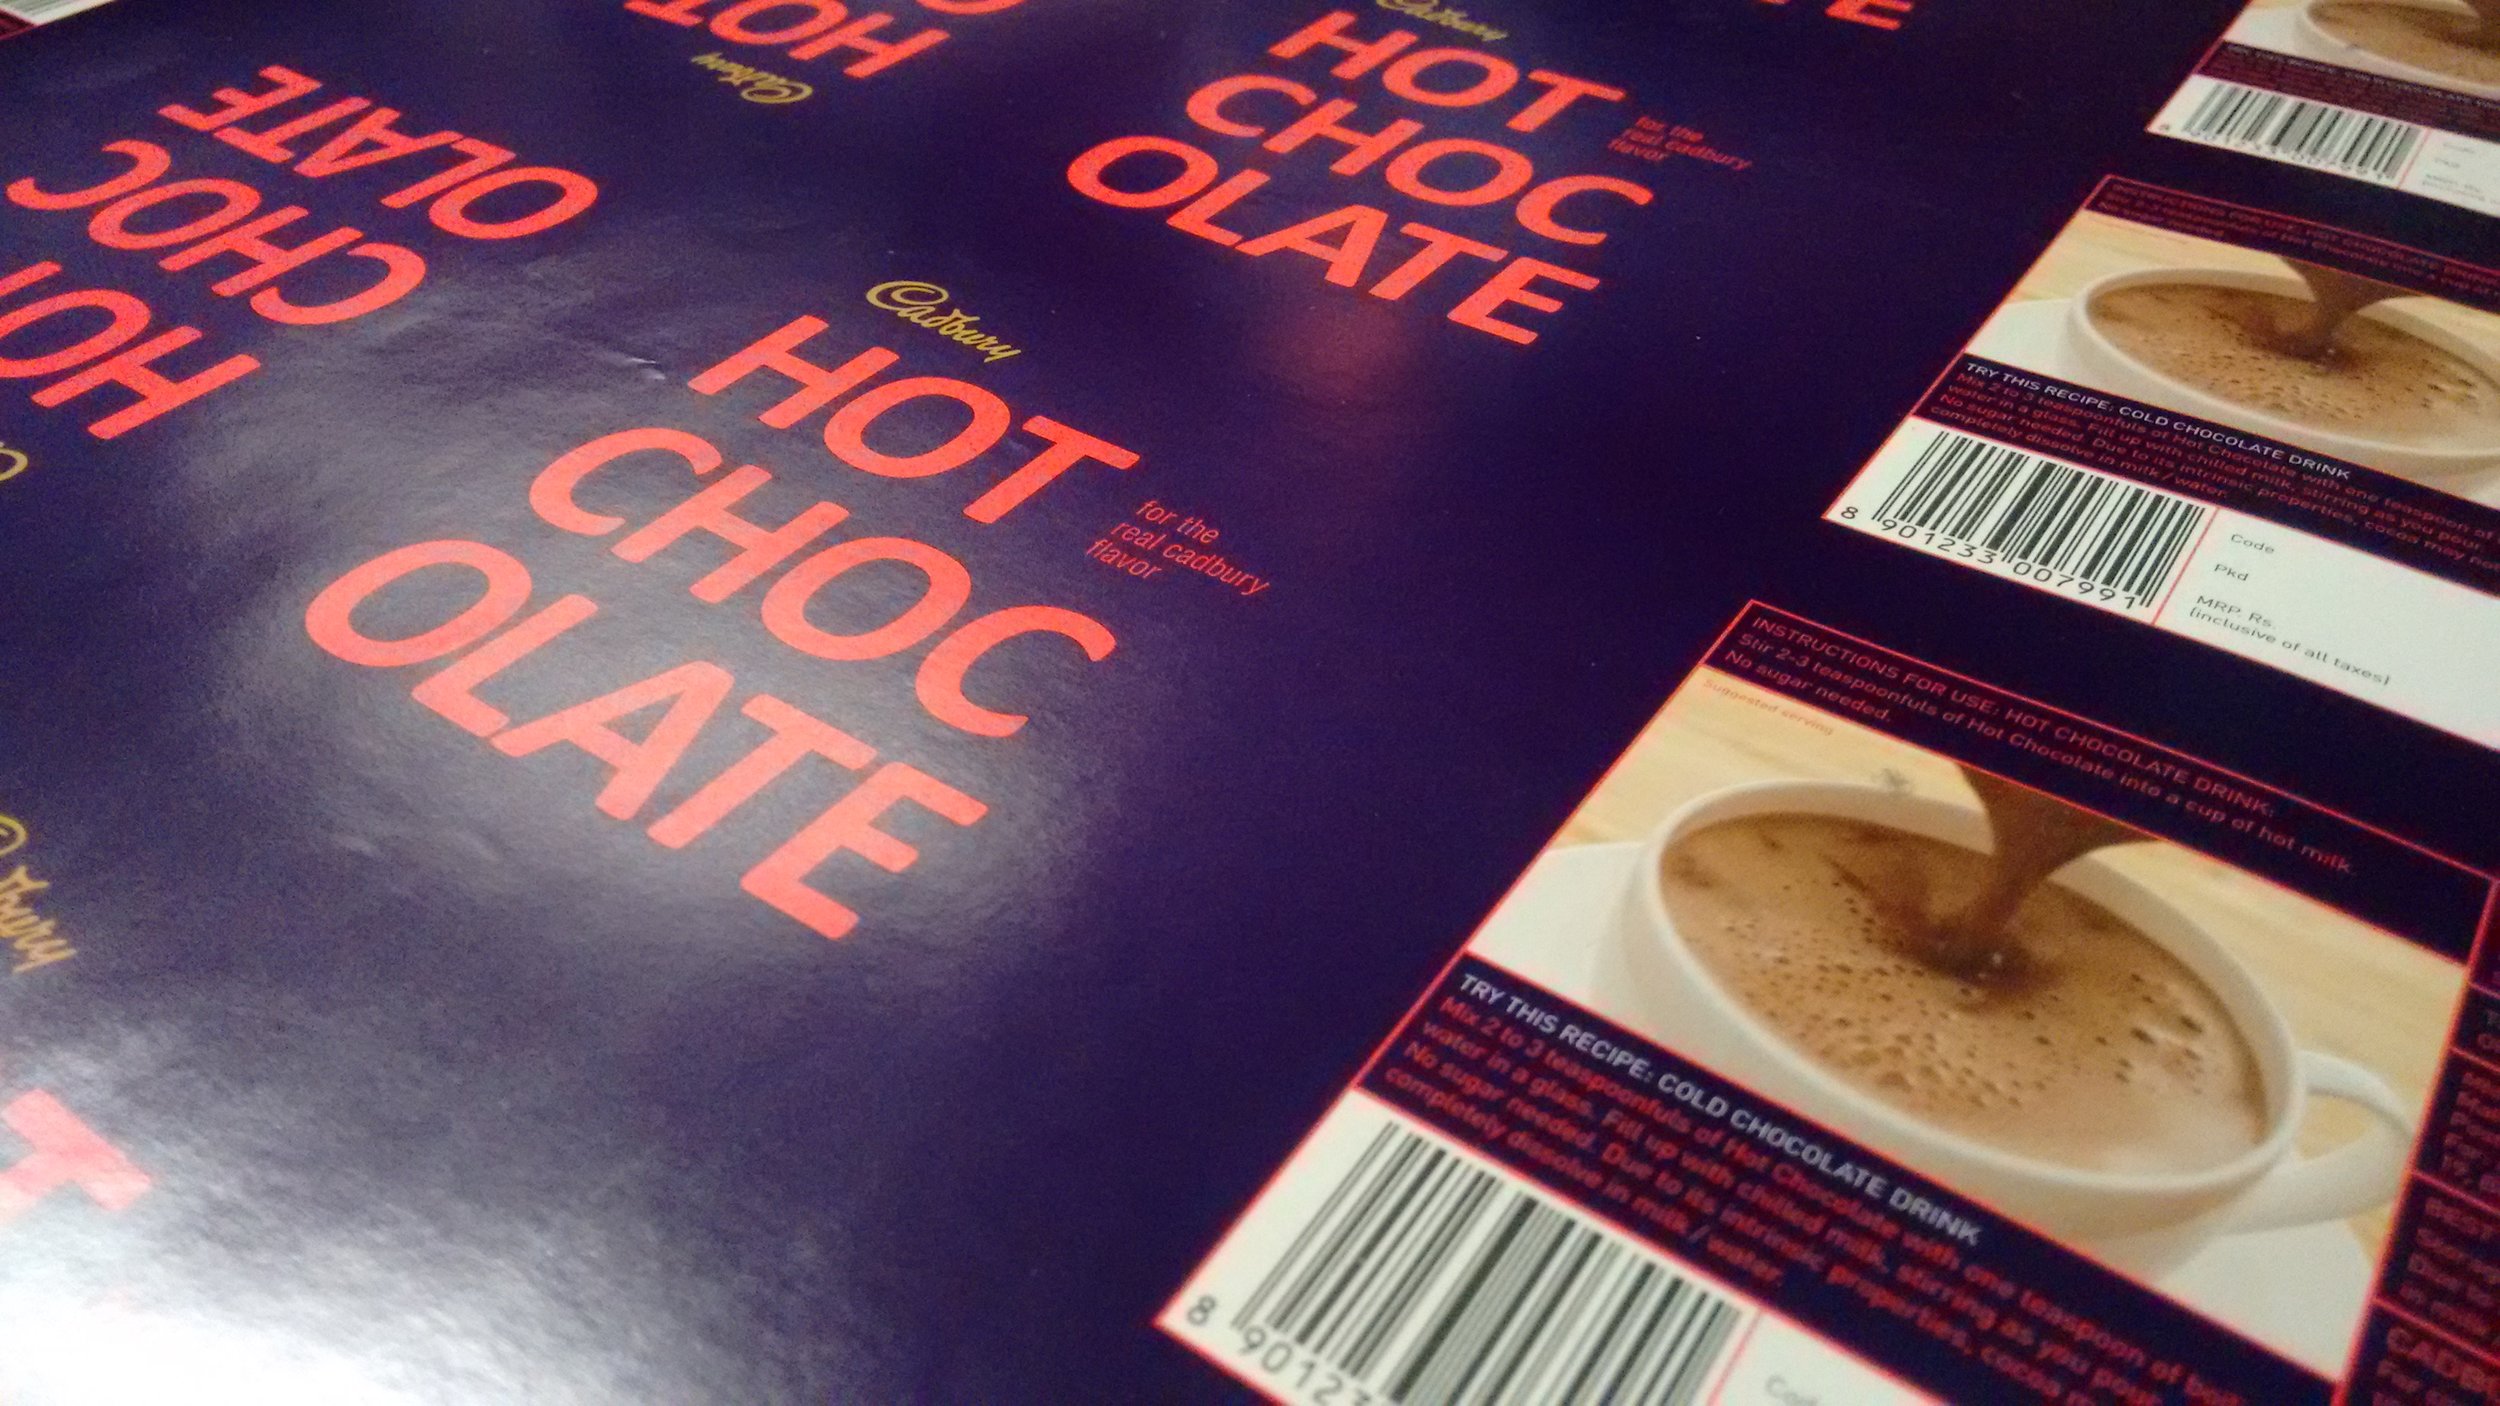 Cadbury
HOT
CHOC
OLATE
for the
real cadbury
flavor
Cadbury
HOT
CHOC
OLATE
for the
real cadbury
flavor
HOT
CHOC
OLATE
Cadbury
HOT
TRY THIS RECIPE: COLD CHOCOLATE DRINK
Mix 2 to 3 teaspoonfuls of Hot Chocolate with one teaspoon of
water in a glass. Fill up with chilled milk, stirring as you pour.
No sugar needed. Due to its intrinsic properties, cocoa may not
completely dissolve in milk / water.
8 901233 007991
Code
Pkd
MRP. Rs.
(inclusive of all taxes)
INSTRUCTIONS FOR USE: HOT CHOCOLATE DRINK:
Stir 2-3 teaspoonfuls of Hot Chocolate into a cup of hot milk.
No sugar needed.
Suggested serving
TRY THIS RECIPE: COLD CHOCOLATE DRINK
Mix 2 to 3 teaspoonfuls of Hot Chocolate with one teaspoon of
water in a glass. Fill up with chilled milk, stirring as you pour.
No sugar needed. Due to its intrinsic properties, cocoa
completely dissolve in milk / water.
8 90123